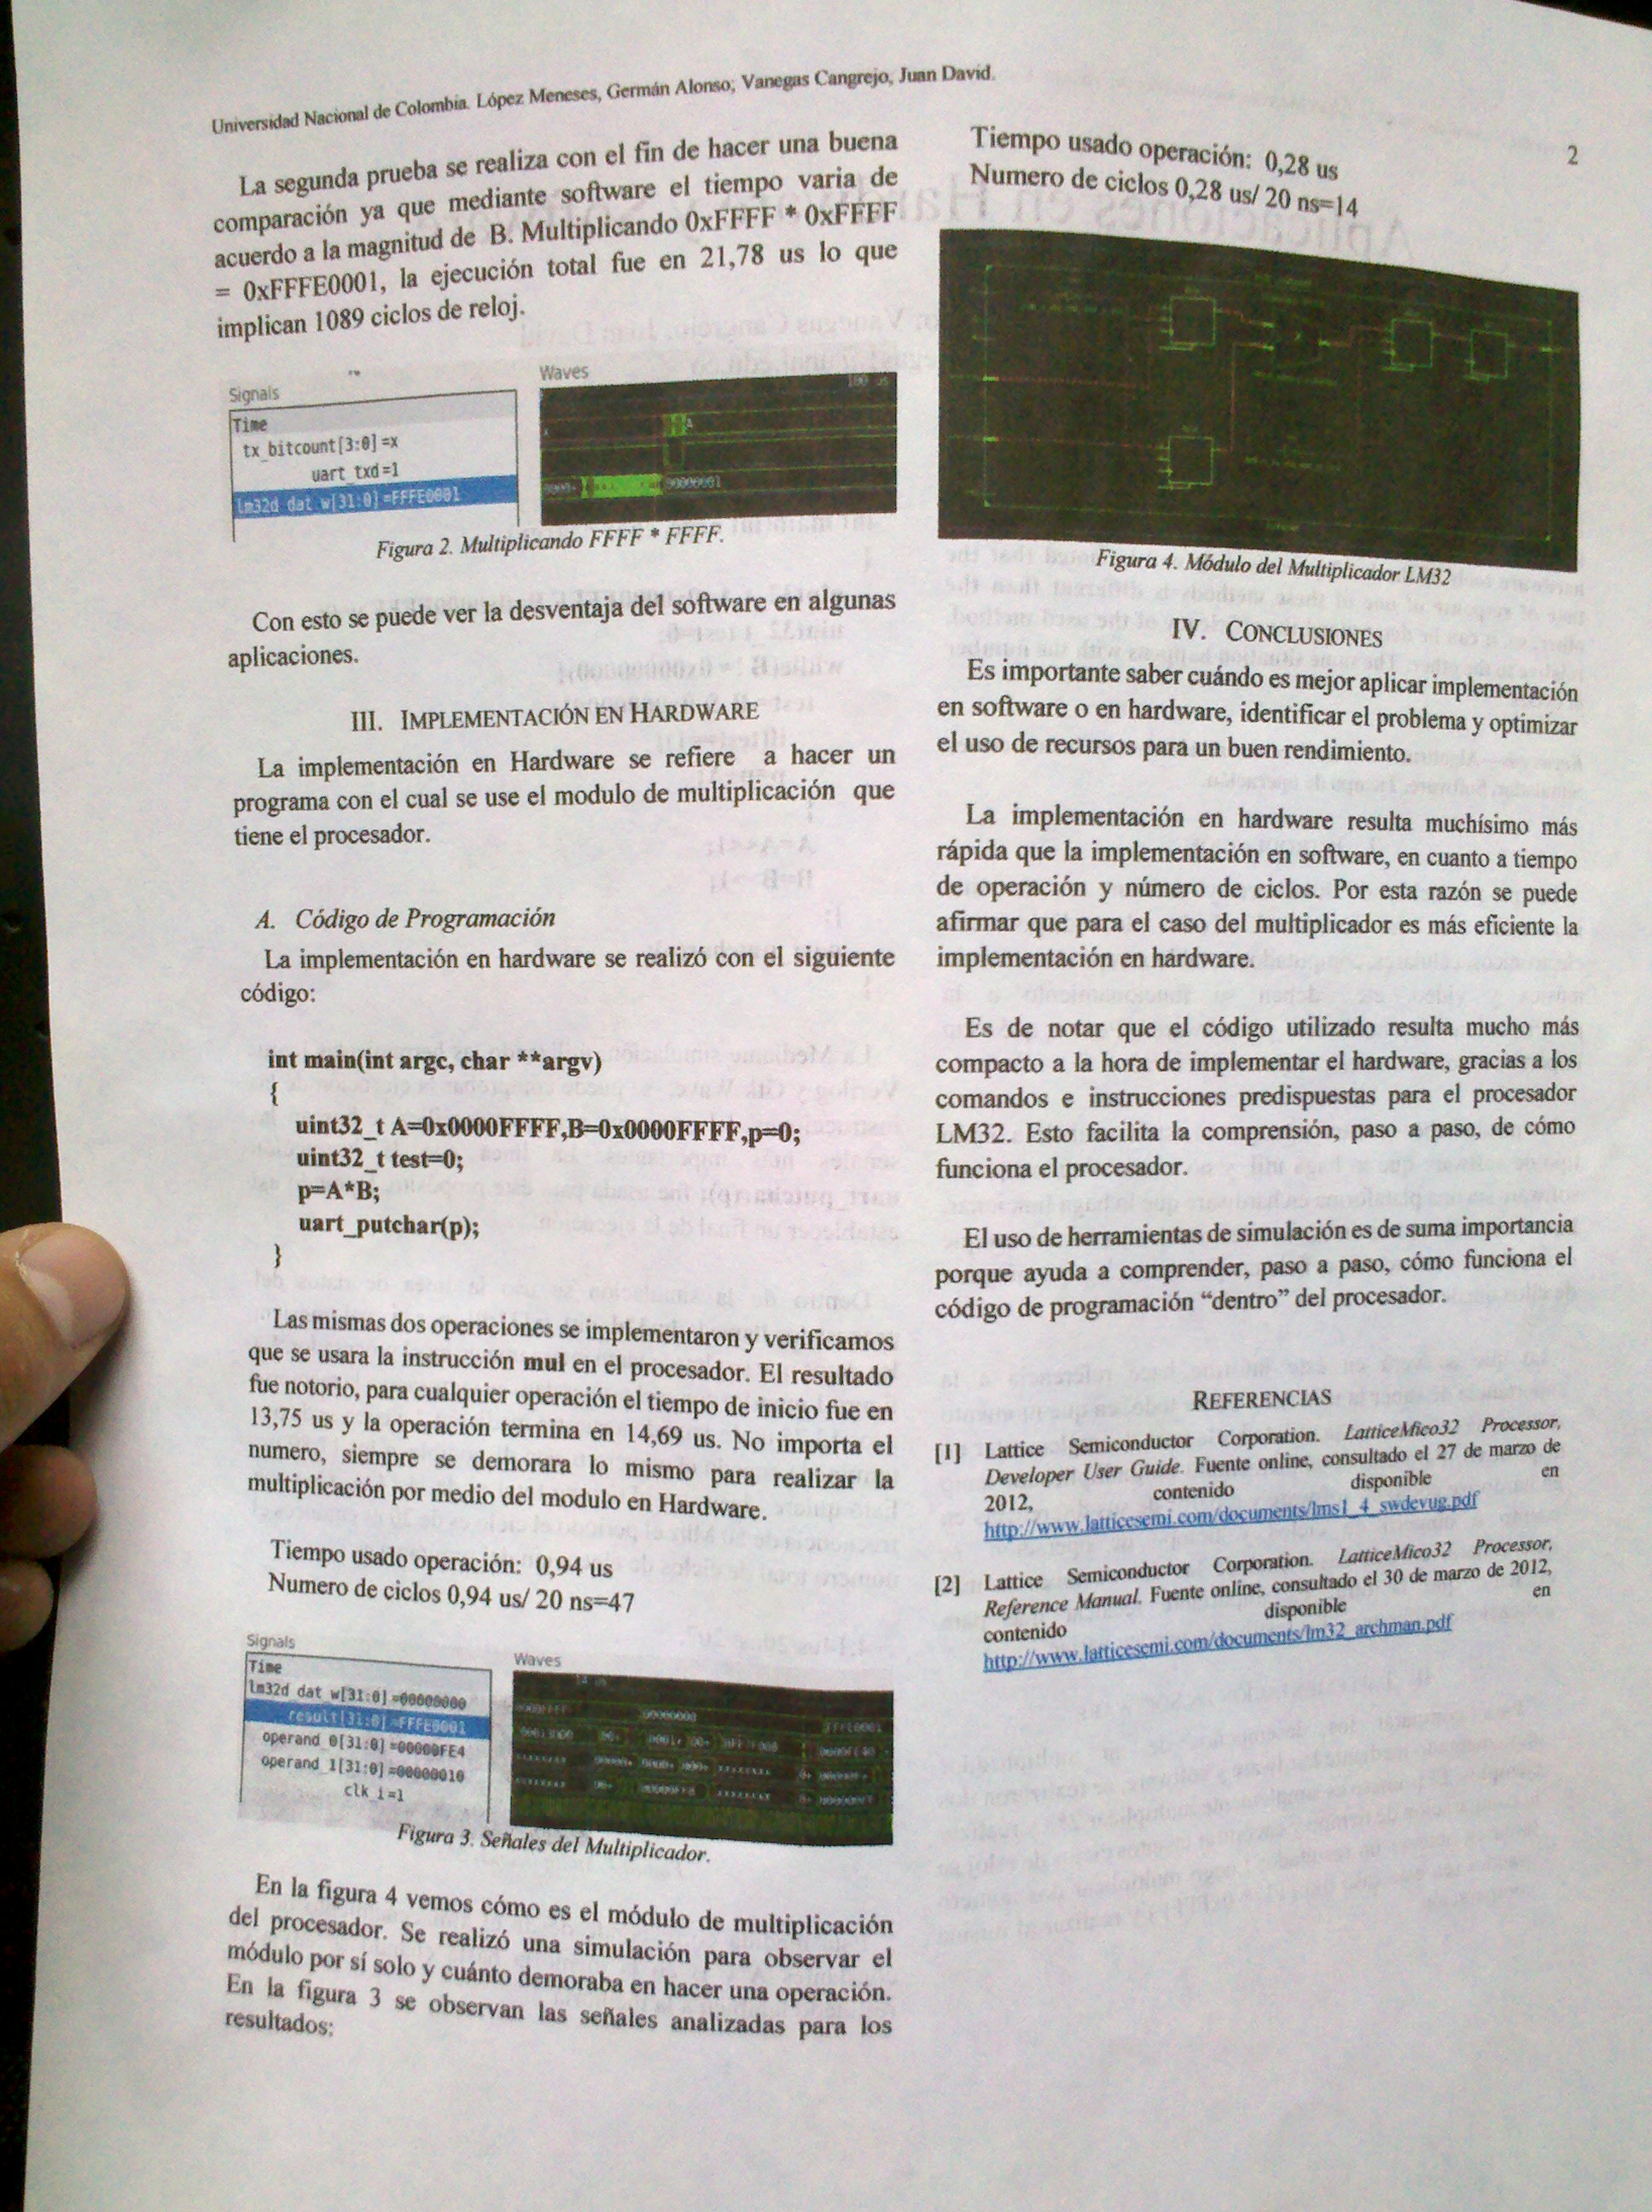 Universidad Nacional de Colombia. López Meneses, Germán Alonso; Vanegas Cangrejo, Juan David.
2
La segunda prueba se realiza con el fin de hacer una buena
comparación ya que mediante software el tiempo varia de
acuerdo a la magnitud de B. Multiplicando 0xFFFF * 0xFFFF
= 0xFFFE0001, la ejecución total fue en 21,78 us lo que
implican 1089 ciclos de reloj.
Signals
Time
tx_bitcount[3:0]=x
uart_txd=1
lm32d_dat_w[31:0]=FFFE0001
Waves
Figura 2. Multiplicando FFFF * FFFF.
Con esto se puede ver la desventaja del software en algunas
aplicaciones.
III. IMPLEMENTACIÓN EN HARDWARE
La implementación en Hardware se refiere a hacer un
programa con el cual se use el modulo de multiplicación que
tiene el procesador.
A. Código de Programación
La implementación en hardware se realizó con el siguiente
código:
int main(int argc, char **argv)
{
uint32_t A=0x0000FFFF,B=0x0000FFFF,p=0;
uint32_t test=0;
p=A*B;
uart_putchar(p);
}
Las mismas dos operaciones se implementaron y verificamos
que se usara la instrucción mul en el procesador. El resultado
fue notorio, para cualquier operación el tiempo de inicio fue en
13,75 us y la operación termina en 14,69 us. No importa el
numero, siempre se demorara lo mismo para realizar la
multiplicación por medio del modulo en Hardware.
Tiempo usado operación: 0,94 us
Numero de ciclos 0,94 us/ 20 ns=47
Signals
Time
lm32d_dat_w[31:0]=00000000
result[31:0]=FFFE0001
operand_0[31:0]=00000FE4
operand_1[31:0]=00000010
clk_i=1
Waves
Figura 3. Señales del Multiplicador.
En la figura 4 vemos cómo es el módulo de multiplicación
del procesador. Se realizó una simulación para observar el
módulo por sí solo y cuánto demoraba en hacer una operación.
En la figura 3 se observan las señales analizadas para los
resultados:
Tiempo usado operación: 0,28 us
Numero de ciclos 0,28 us/ 20 ns=14
Figura 4. Módulo del Multiplicador LM32
IV. CONCLUSIONES
Es importante saber cuándo es mejor aplicar implementación
en software o en hardware, identificar el problema y optimizar
el uso de recursos para un buen rendimiento.
La implementación en hardware resulta muchísimo más
rápida que la implementación en software, en cuanto a tiempo
de operación y número de ciclos. Por esta razón se puede
afirmar que para el caso del multiplicador es más eficiente la
implementación en hardware.
Es de notar que el código utilizado resulta mucho más
compacto a la hora de implementar el hardware, gracias a los
comandos e instrucciones predispuestas para el procesador
LM32. Esto facilita la comprensión, paso a paso, de cómo
funciona el procesador.
El uso de herramientas de simulación es de suma importancia
porque ayuda a comprender, paso a paso, cómo funciona el
código de programación “dentro” del procesador.
REFERENCIAS
[1] Lattice Semiconductor Corporation. LatticeMico32 Processor,
Developer User Guide. Fuente online, consultado el 27 de marzo de
2012, contenido disponible en
http://www.latticesemi.com/documents/lms1_4_swdevug.pdf
[2] Lattice Semiconductor Corporation. LatticeMico32 Processor,
Reference Manual. Fuente online, consultado el 30 de marzo de 2012,
contenido disponible en
http://www.latticesemi.com/documents/lm32_archman.pdf